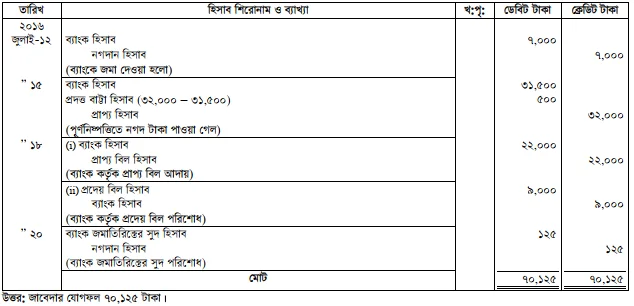 তারিখ হিসাব শিরোনাম ও ব্যাখ্যা খ:পৃ: ডেবিট টাকা ক্রেডিট টাকা
২০১৬
জুলাই-১২ ব্যাংক হিসাব ৭,০০০
নগদান হিসাব ৭,০০০
(ব্যাংকে জমা দেওয়া হলো)
” ১৫ ব্যাংক হিসাব ৩১,৫০০
প্রদত্ত বাট্টা হিসাব (৩২,০০০ – ৩১,৫০০) ৫০০
প্রাপ্য হিসাব ৩২,০০০
(পূর্ণনিষ্পত্তিতে নগদ টাকা পাওয়া গেল)
” ১৮ (i) ব্যাংক হিসাব ২২,০০০
প্রাপ্য বিল হিসাব ২২,০০০
(ব্যাংক কর্তৃক প্রাপ্য বিল আদায়)
(ii) প্রদেয় বিল হিসাব ৯,০০০
ব্যাংক হিসাব ৯,০০০
(ব্যাংক কর্তৃক প্রদেয় বিল পরিশোধ)
” ২০ ব্যাংক জমাতিরিক্তের সুদ হিসাব ১২৫
নগদান হিসাব ১২৫
(ব্যাংক জমাতিরিক্তের সুদ পরিশোধ)
মোট ৭০,১২৫ ৭০,১২৫
উত্তর: জাবেদার যোগফল ৭০,১২৫ টাকা।